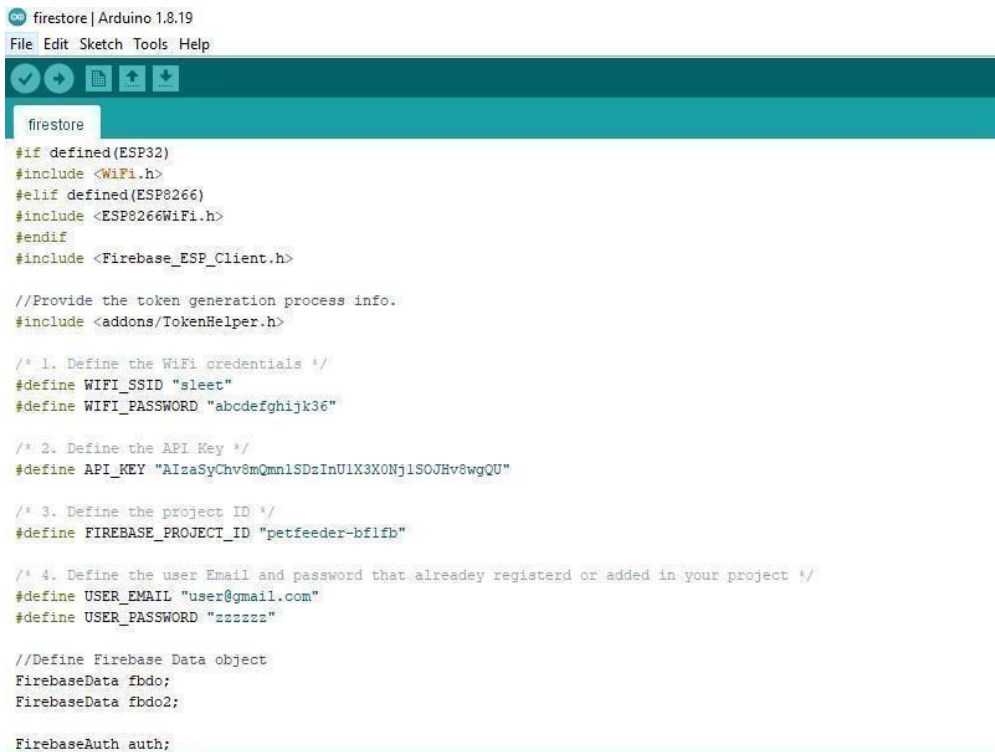 firestore | Arduino 1.8.19
File Edit Sketch Tools Help
firestore
#if defined(ESP32)
#include <WiFi.h>
#elif defined(ESP8266)
#include <ESP8266WiFi.h>
#endif
#include <Firebase_ESP_Client.h>
//Provide the token generation process info.
#include <addons/TokenHelper.h>
/* 1. Define the WiFi credentials */
#define WIFI_SSID "sleet"
#define WIFI_PASSWORD "abcdefghijk36"
/* 2. Define the API Key */
#define API_KEY "AIzaSyChv8mQmnlSDzInUlX3X0NjlSOJHv8wgQU"
/* 3. Define the project ID */
#define FIREBASE_PROJECT_ID "petfeeder-bf1fb"
/* 4. Define the user Email and password that alreadey registerd or added in your project */
#define USER_EMAIL "user@gmail.com"
#define USER_PASSWORD "zzzzzz"
//Define Firebase Data object
FirebaseData fbdo;
FirebaseData fbdo2;
FirebaseAuth auth;